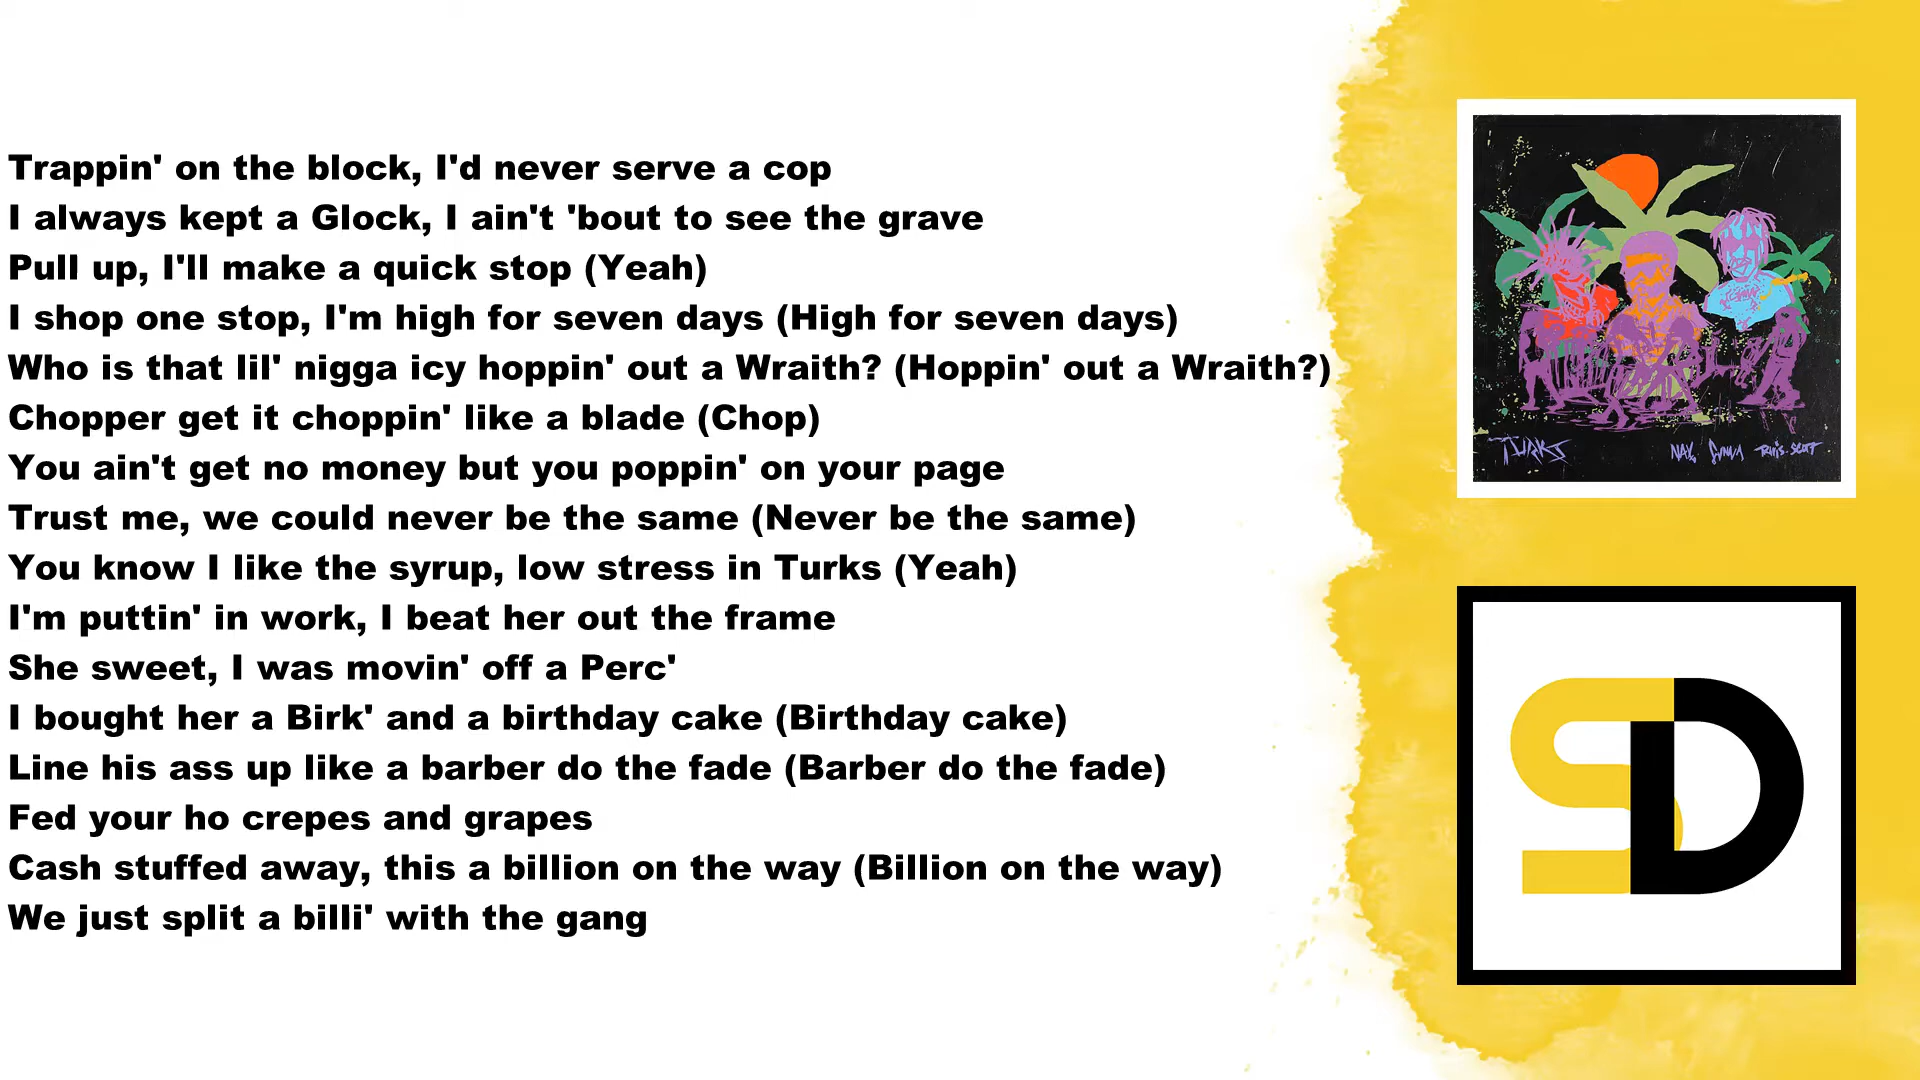 Trappin' on the block, I'd never serve a cop
I always kept a Glock, I ain't 'bout to see the grave
Pull up, I'll make a quick stop (Yeah)
I shop one stop, I'm high for seven days (High for seven days)
Who is that lil' nigga icy hoppin' out a Wraith? (Hoppin' out a Wraith?)
Chopper get it choppin' like a blade (Chop)
You ain't get no money but you poppin' on your page
Trust me, we could never be the same (Never be the same)
You know I like the syrup, low stress in Turks (Yeah)
I'm puttin' in work, I beat her out the frame
She sweet, I was movin' off a Perc'
I bought her a Birk' and a birthday cake (Birthday cake)
Line his ass up like a barber do the fade (Barber do the fade)
Fed your ho crepes and grapes
Cash stuffed away, this a billion on the way (Billion on the way)
We just split a billi' with the gang
TURKS
NAV
SD